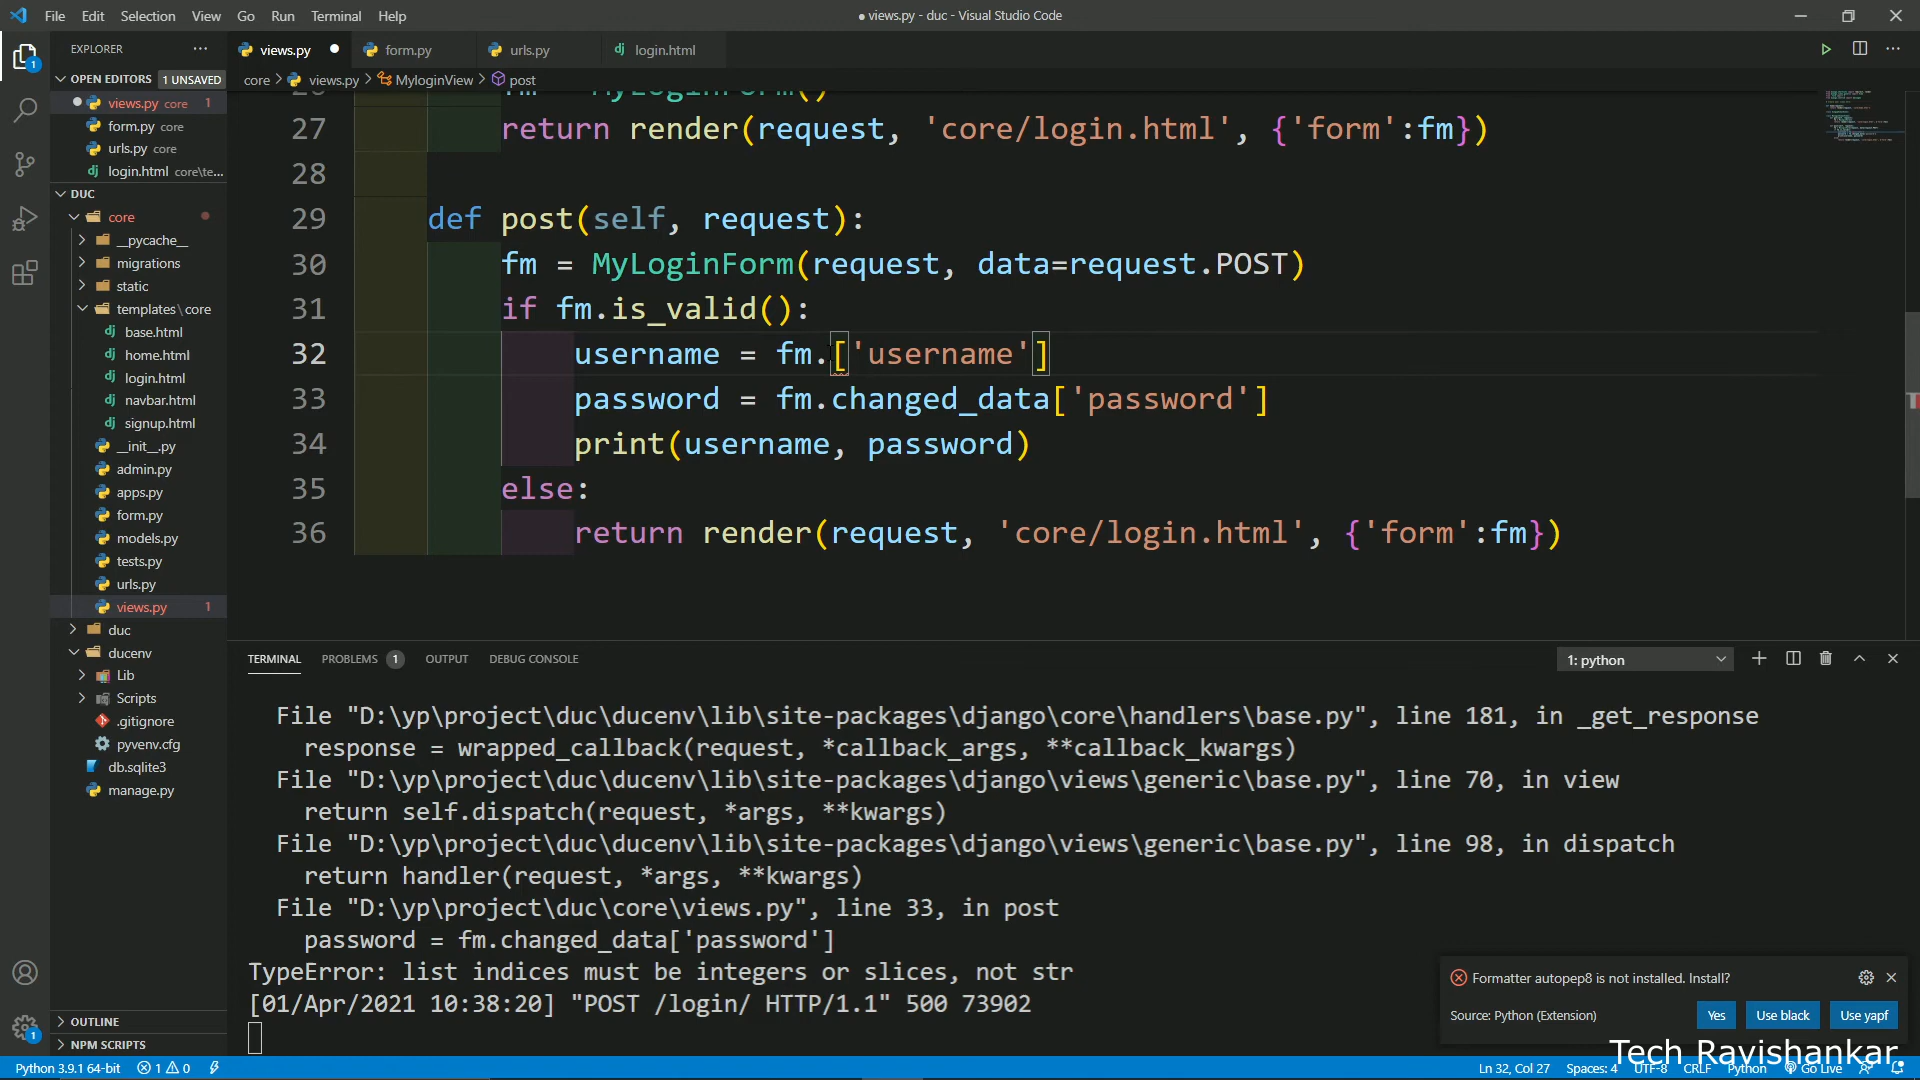 File Edit Selection View Go Run Terminal Help
● views.py - duc - Visual Studio Code
EXPLORER
views.py
form.py
urls.py
login.html
OPEN EDITORS 1 UNSAVED
core > views.py > MyloginView > post
views.py core 1
form.py core
urls.py core
login.html core\te...
DUC
core
__pycache__
migrations
static
templates\core
base.html
home.html
login.html
navbar.html
signup.html
__init__.py
admin.py
apps.py
form.py
models.py
tests.py
urls.py
views.py 1
duc
ducenv
Lib
Scripts
.gitignore
pyvenv.cfg
db.sqlite3
manage.py
OUTLINE
NPM SCRIPTS
26 fm = MyLoginForm()
27 return render(request, 'core/login.html', {'form':fm})
28
29 def post(self, request):
30 fm = MyLoginForm(request, data=request.POST)
31 if fm.is_valid():
32 username = fm.['username']
33 password = fm.changed_data['password']
34 print(username, password)
35 else:
36 return render(request, 'core/login.html', {'form':fm})
TERMINAL PROBLEMS 1 OUTPUT DEBUG CONSOLE
1: python
File "D:\yp\project\duc\ducenv\lib\site-packages\django\core\handlers\base.py", line 181, in _get_response
response = wrapped_callback(request, *callback_args, **callback_kwargs)
File "D:\yp\project\duc\ducenv\lib\site-packages\django\views\generic\base.py", line 70, in view
return self.dispatch(request, *args, **kwargs)
File "D:\yp\project\duc\ducenv\lib\site-packages\django\views\generic\base.py", line 98, in dispatch
return handler(request, *args, **kwargs)
File "D:\yp\project\duc\core\views.py", line 33, in post
password = fm.changed_data['password']
TypeError: list indices must be integers or slices, not str
[01/Apr/2021 10:38:20] "POST /login/ HTTP/1.1" 500 73902
Formatter autopep8 is not installed. Install?
Source: Python (Extension)
Yes
Use black
Use yapf
Tech Ravishankar
1
1
Python 3.9.1 64-bit 1 0
Ln 32, Col 27 Spaces: 4 UTF-8 CRLF Python Go Live